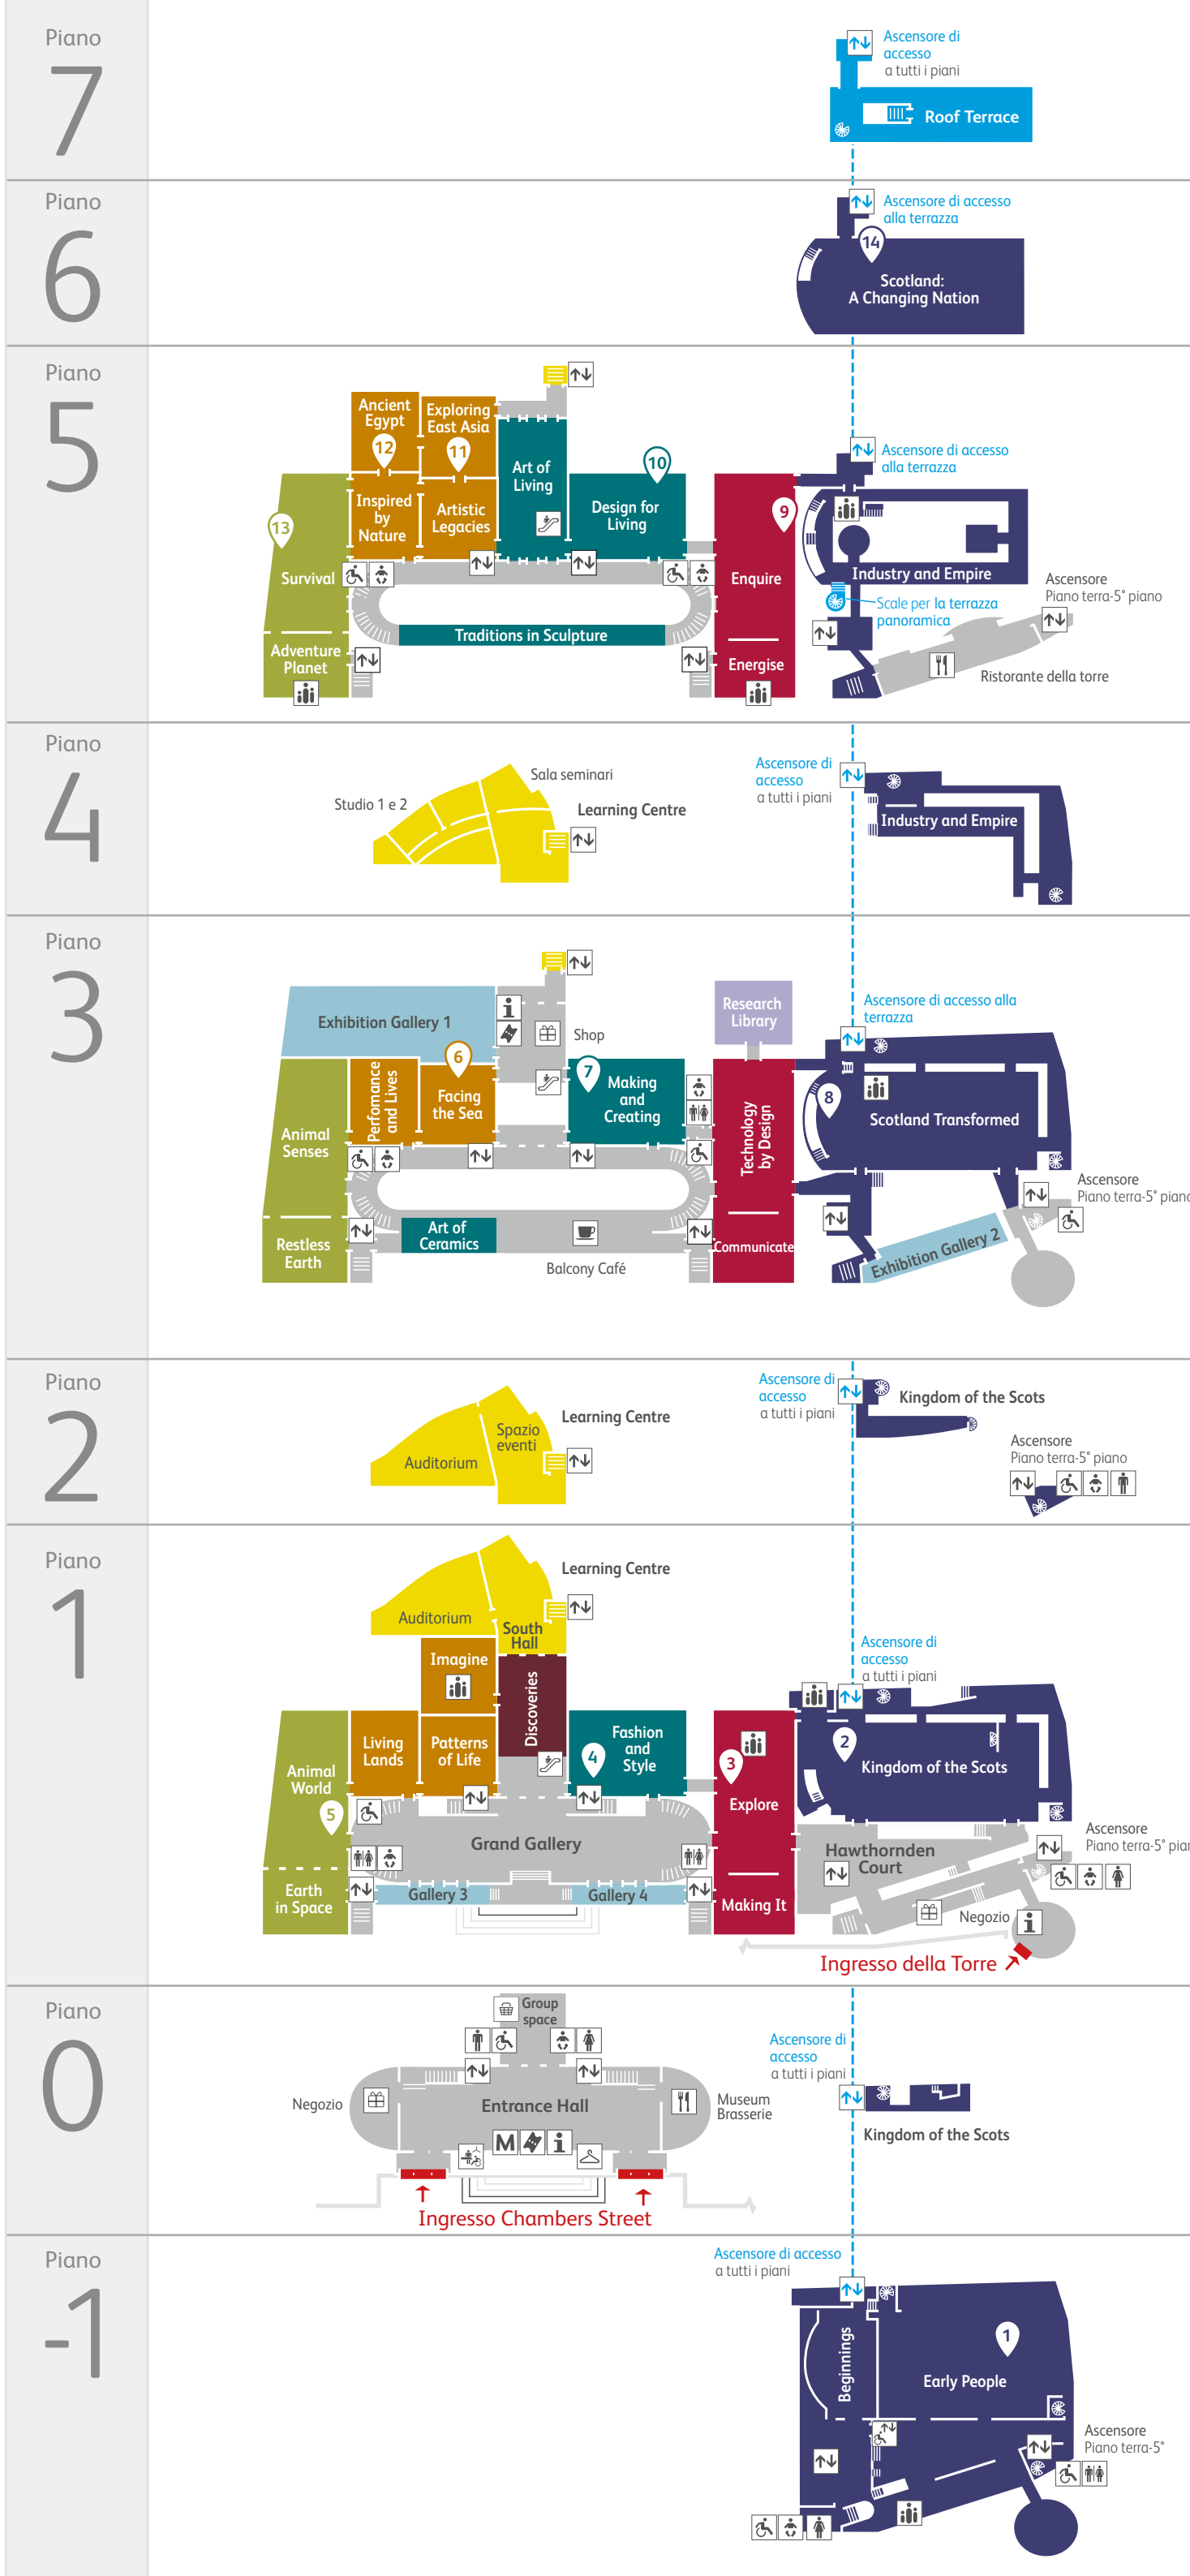 Piano
7
Ascensore di
accesso
a tutti i piani
Roof Terrace
Piano
6
Ascensore di accesso
alla terrazza
14
Scotland:
A Changing Nation
Piano
5
Ancient
Egypt
12
Exploring
East Asia
11
Art of
Living
10
Design for
Living
Inspired
by
Nature
Artistic
Legacies
13
Survival
Adventure
Planet
Traditions in Sculpture
9
Enquire
Energise
Ascensore di accesso
alla terrazza
Industry and Empire
Scale per la terrazza
panoramica
Ascensore
Piano terra-5° piano
Ristorante della torre
Piano
4
Sala seminari
Studio 1 e 2
Learning Centre
Ascensore di
accesso
a tutti i piani
Industry and Empire
Piano
3
Exhibition Gallery 1
Shop
Research
Library
Ascensore di accesso alla
terrazza
6
Facing
the Sea
Perfomance
and Lives
7
Making
and
Creating
Animal
Senses
Restless
Earth
Art of
Ceramics
Balcony Café
Technology
by Design
Communicate
8
Scotland Transformed
Ascensore
Piano terra-5° piano
Exhibition Gallery 2
Piano
2
Learning Centre
Spazio
eventi
Auditorium
Ascensore di
accesso
a tutti i piani
Kingdom of the Scots
Ascensore
Piano terra-5° piano
Piano
1
Learning Centre
Auditorium
South
Hall
Imagine
Discoveries
Living
Lands
Patterns
of Life
4
Fashion
and
Style
Animal
World
5
Earth
in Space
Grand Gallery
Gallery 3
Gallery 4
3
Explore
Making It
Ascensore di
accesso
a tutti i piani
2
Kingdom of the Scots
Hawthornden
Court
Ascensore
Piano terra-5° pian
Negozio
Ingresso della Torre
Piano
0
Group
space
Negozio
Entrance Hall
Museum
Brasserie
M
Ingresso Chambers Street
Ascensore di
accesso
a tutti i piani
Kingdom of the Scots
Piano
-1
Ascensore di accesso
a tutti i piani
Beginnings
1
Early People
Ascensore
Piano terra-5°